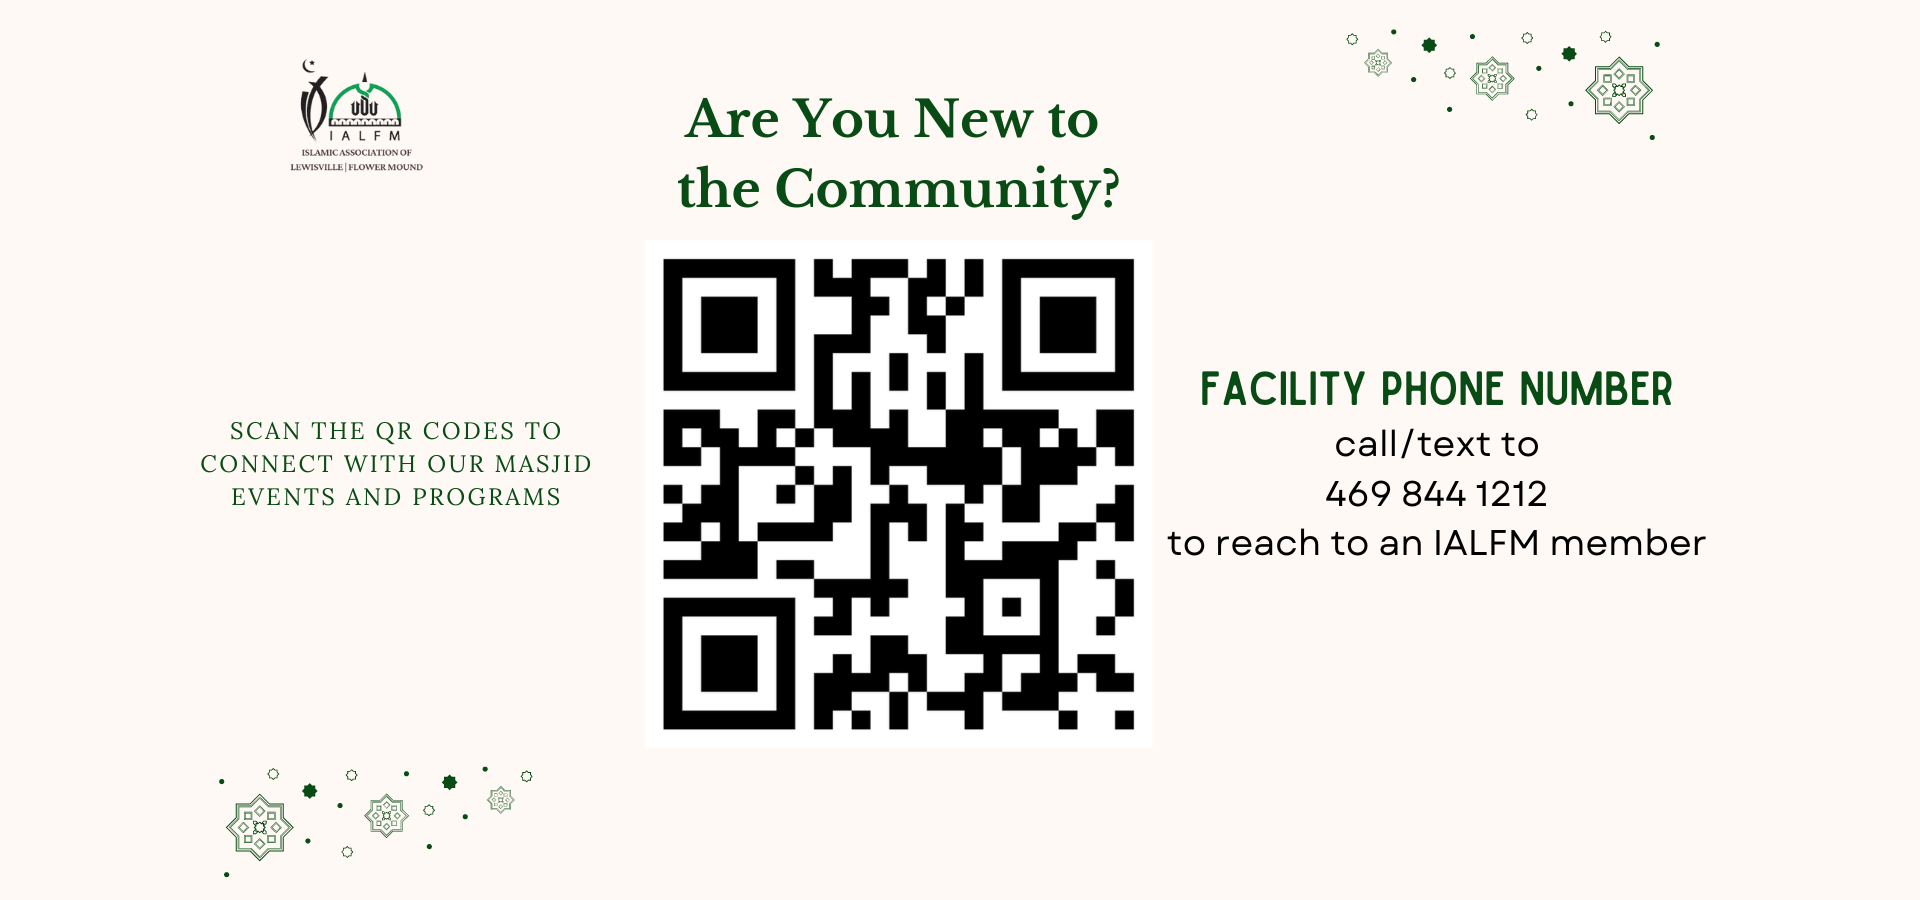 IALFM
ISLAMIC ASSOCIATION OF
LEWISVILLE | FLOWER MOUND
Are You New to
the Community?
SCAN THE QR CODES TO
CONNECT WITH OUR MASJID
EVENTS AND PROGRAMS
FACILITY PHONE NUMBER
call/text to
469 844 1212
to reach to an IALFM member